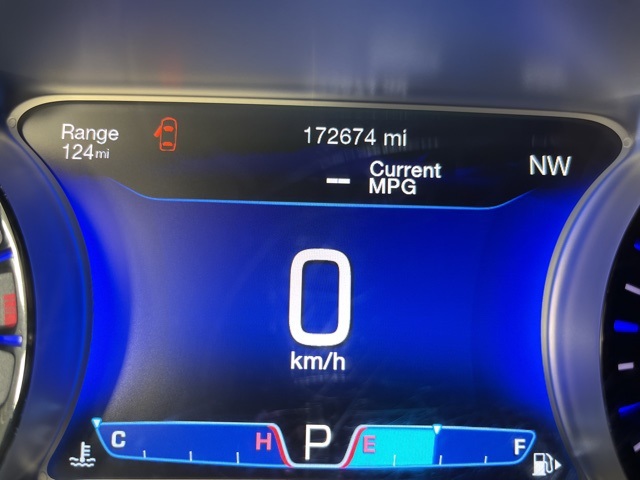 Range
172674 mi
124mi
-- Current
MPG
NW
0
km/h
C H P E F